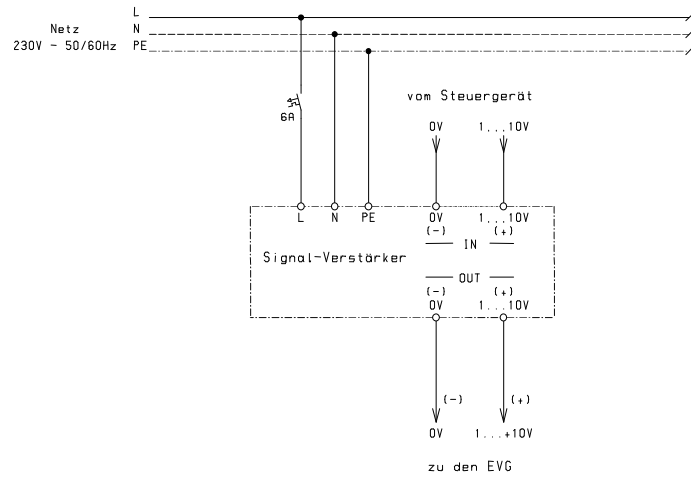 L
Netz N
230V - 50/60Hz PE
vom Steuergerät
0V 1...10V
6A
L N PE 0V 1...10V
(-) (+)
IN
Signal-Verstärker
OUT
(-) (+)
0V 1...10V
(-) (+)
0V 1...+10V
zu den EVG